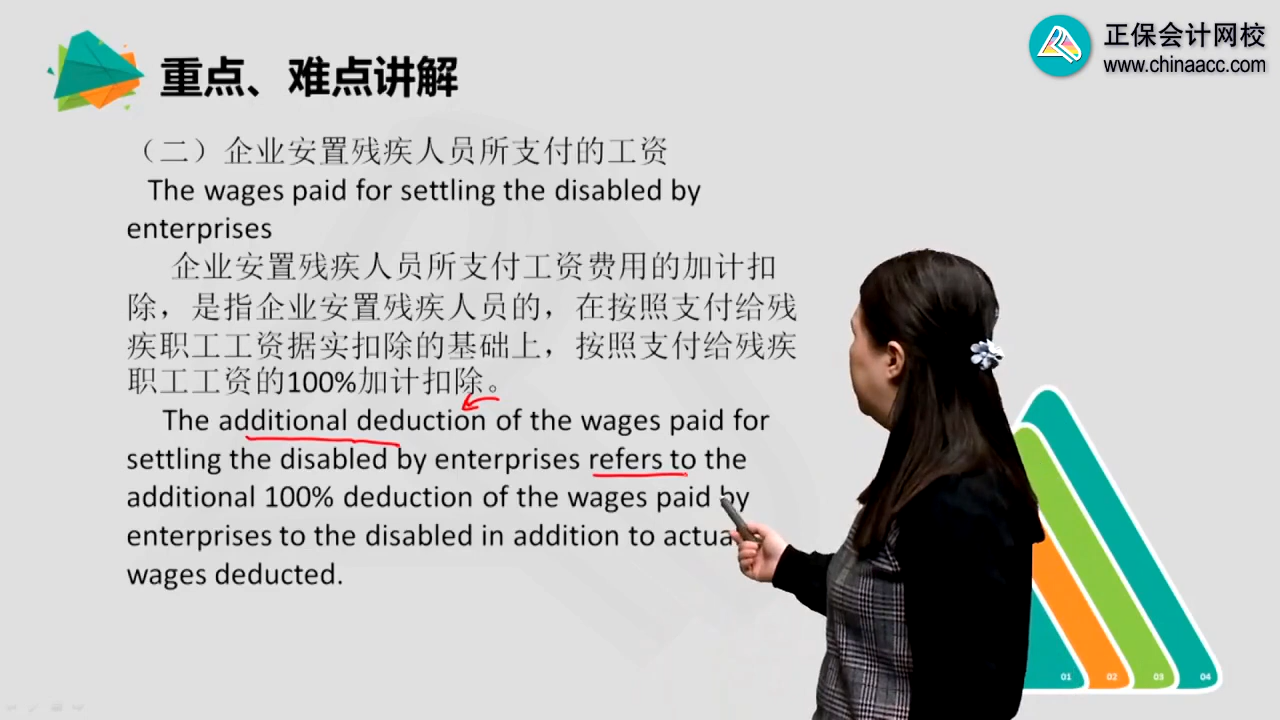 正保会计网校
www.chinaacc.com
重点、难点讲解
（二）企业安置残疾人员所支付的工资
The wages paid for settling the disabled by
enterprises
企业安置残疾人员所支付工资费用的加计扣
除，是指企业安置残疾人员的，在按照支付给残
疾职工工资据实扣除的基础上，按照支付给残疾
职工工资的100%加计扣除。
The additional deduction of the wages paid for
settling the disabled by enterprises refers to the
additional 100% deduction of the wages paid by
enterprises to the disabled in addition to actua
wages deducted.
01 02 03 04